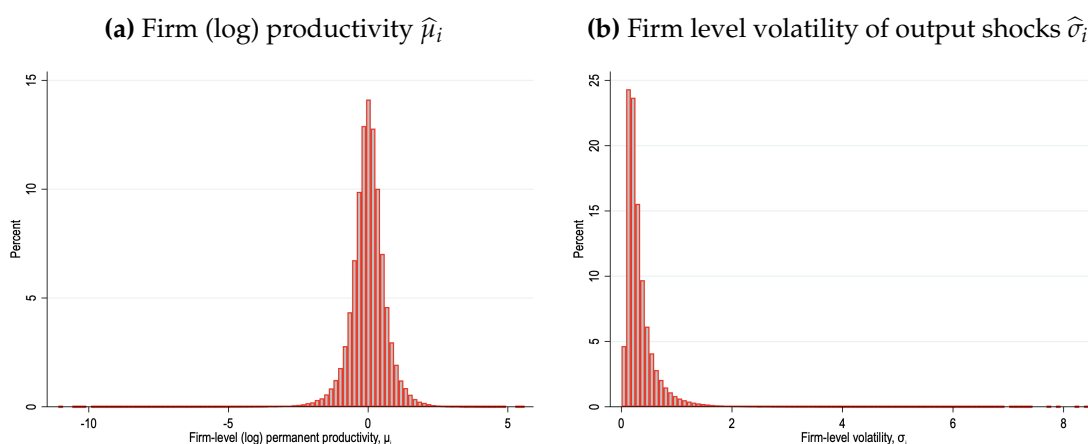 (a) Firm (log) productivity μ̂ᵢ
(b) Firm level volatility of output shocks σ̂ᵢ
15
10
5
0
Percent
-10 -5 0 5
Firm-level (log) permanent productivity, μᵢ
25
20
15
10
5
0
Percent
0 2 4 6 8
Firm-level volatility, σᵢ